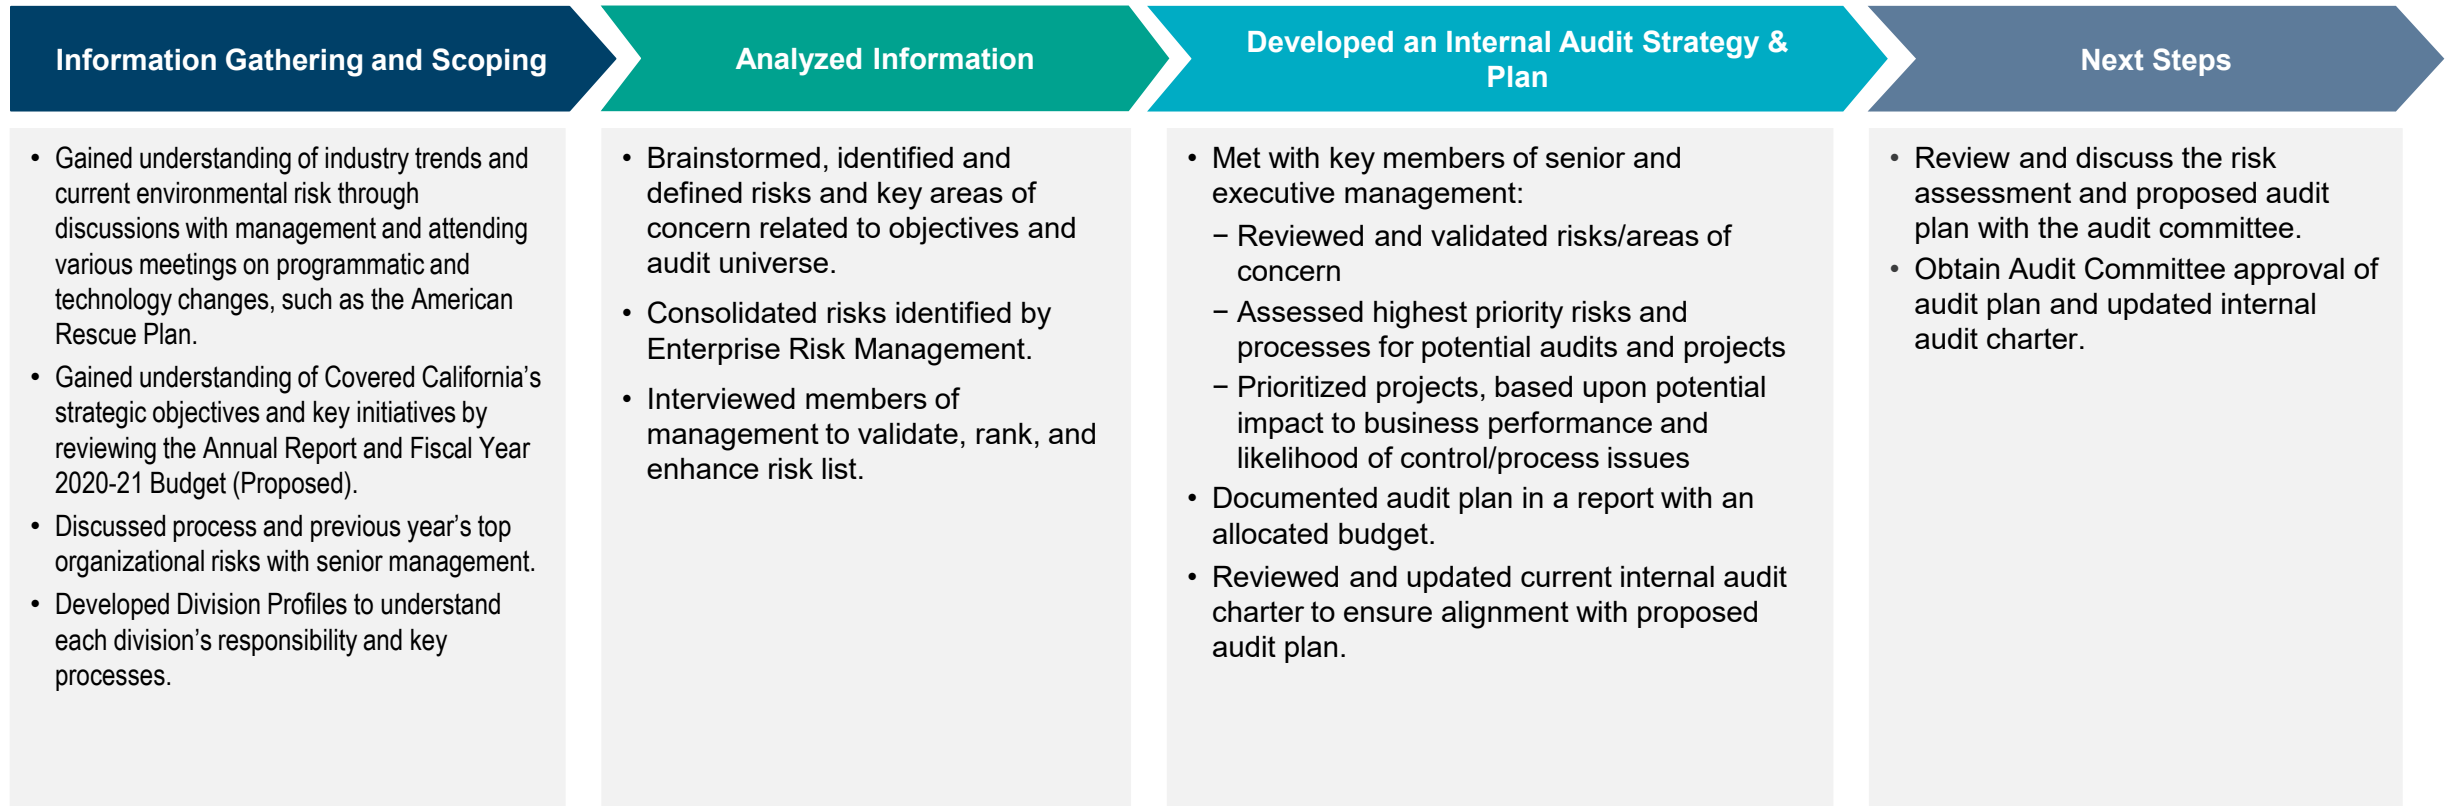 Information Gathering and Scoping
• Gained understanding of industry trends and
current environmental risk through
discussions with management and attending
various meetings on programmatic and
technology changes, such as the American
Rescue Plan.
• Gained understanding of Covered California’s
strategic objectives and key initiatives by
reviewing the Annual Report and Fiscal Year
2020-21 Budget (Proposed).
• Discussed process and previous year’s top
organizational risks with senior management.
• Developed Division Profiles to understand
each division’s responsibility and key
processes.
Analyzed Information
• Brainstormed, identified and
defined risks and key areas of
concern related to objectives and
audit universe.
• Consolidated risks identified by
Enterprise Risk Management.
• Interviewed members of
management to validate, rank, and
enhance risk list.
Developed an Internal Audit Strategy &
Plan
• Met with key members of senior and
executive management:
− Reviewed and validated risks/areas of
concern
− Assessed highest priority risks and
processes for potential audits and projects
− Prioritized projects, based upon potential
impact to business performance and
likelihood of control/process issues
• Documented audit plan in a report with an
allocated budget.
• Reviewed and updated current internal audit
charter to ensure alignment with proposed
audit plan.
Next Steps
• Review and discuss the risk
assessment and proposed audit
plan with the audit committee.
• Obtain Audit Committee approval of
audit plan and updated internal
audit charter.